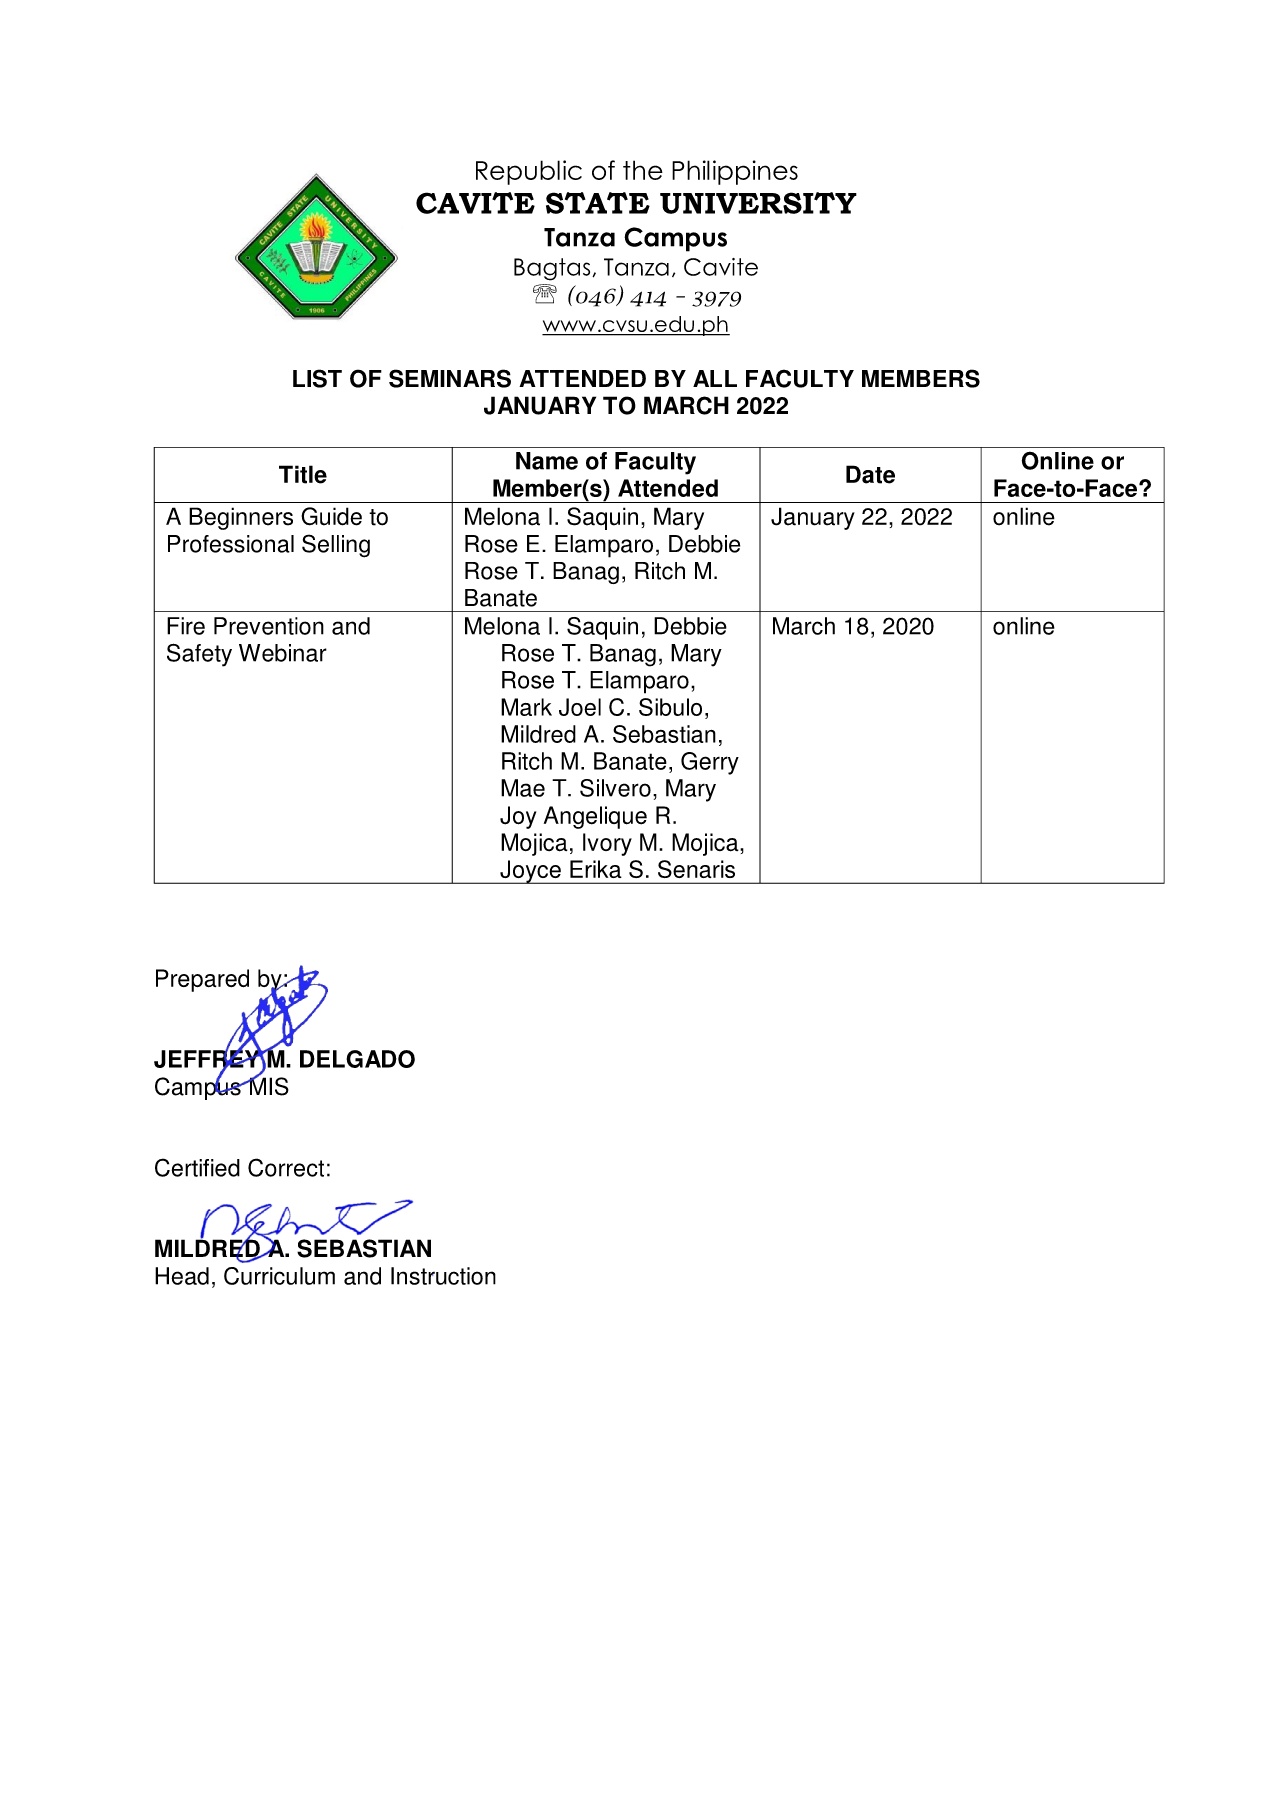 Republic of the Philippines
CAVITE STATE UNIVERSITY
Tanza Campus
Bagtas, Tanza, Cavite
☏ (046) 414 - 3979
www.cvsu.edu.ph
CAVITE STATE UNIVERSITY
CAVITE PHILIPPINES
1906
LIST OF SEMINARS ATTENDED BY ALL FACULTY MEMBERS
JANUARY TO MARCH 2022
Title
Name of Faculty
Member(s) Attended
Date
Online or
Face-to-Face?
A Beginners Guide to
Professional Selling
Melona I. Saquin, Mary
Rose E. Elamparo, Debbie
Rose T. Banag, Ritch M.
Banate
January 22, 2022
online
Fire Prevention and
Safety Webinar
Melona I. Saquin, Debbie
Rose T. Banag, Mary
Rose T. Elamparo,
Mark Joel C. Sibulo,
Mildred A. Sebastian,
Ritch M. Banate, Gerry
Mae T. Silvero, Mary
Joy Angelique R.
Mojica, Ivory M. Mojica,
Joyce Erika S. Senaris
March 18, 2020
online
Prepared by:
JEFFREY M. DELGADO
Campus MIS
Certified Correct:
MILDRED A. SEBASTIAN
Head, Curriculum and Instruction